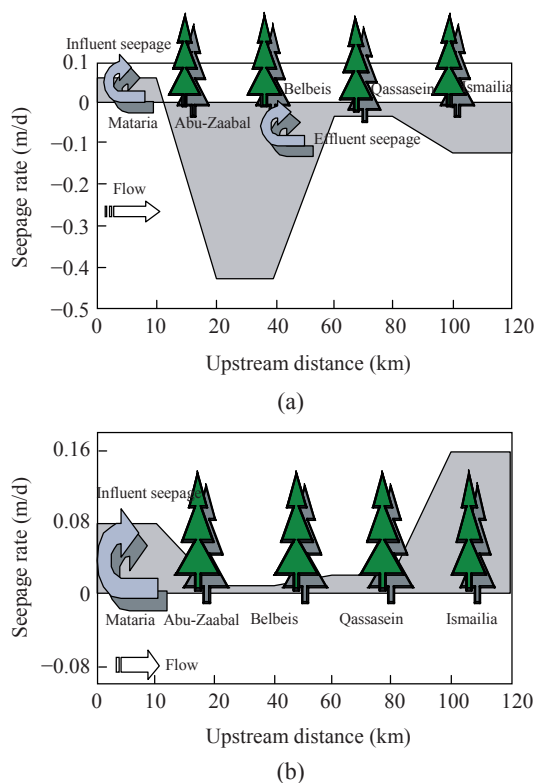 Influent seepage
0.1
0
−0.1
−0.2
−0.3
−0.4
−0.5
Seepage rate (m/d)
Mataria
Abu-Zaabal
Belbeis
Qassasein
Ismailia
Effluent seepage
Flow
0 10 20 40 60 80 100 120
Upstream distance (km)
(a)
0.16
0.08
0
−0.08
Seepage rate (m/d)
Influent seepage
Mataria Abu-Zaabal Belbeis Qassasein Ismailia
Flow
0 10 20 40 60 80 100 120
Upstream distance (km)
(b)